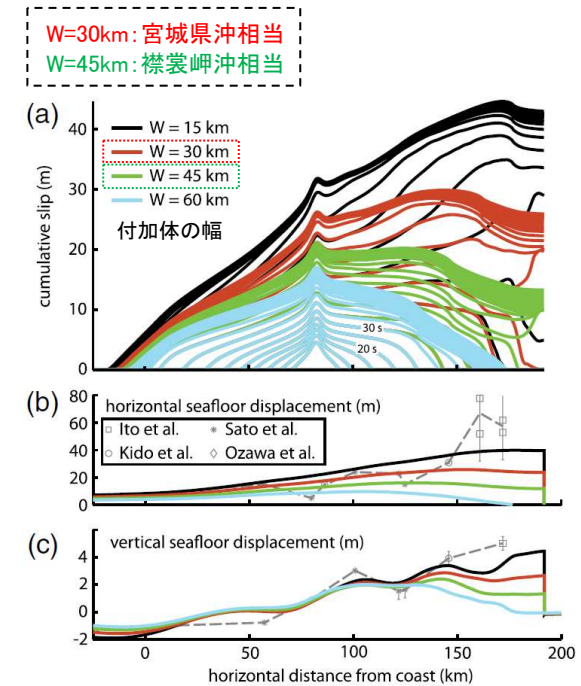 W=30km:宮城県沖相当
W=45km:襟裳岬沖相当
(a)
40
30
20
10
0
cumulative slip (m)
W = 15 km
W = 30 km
W = 45 km
W = 60 km
付加体の幅
30 s
20 s
(b)
80
60
40
20
0
horizontal seafloor displacement (m)
Ito et al.
Sato et al.
Kido et al.
Ozawa et al.
(c)
4
2
0
-2
vertical seafloor displacement (m)
0
50
100
150
200
horizontal distance from coast (km)